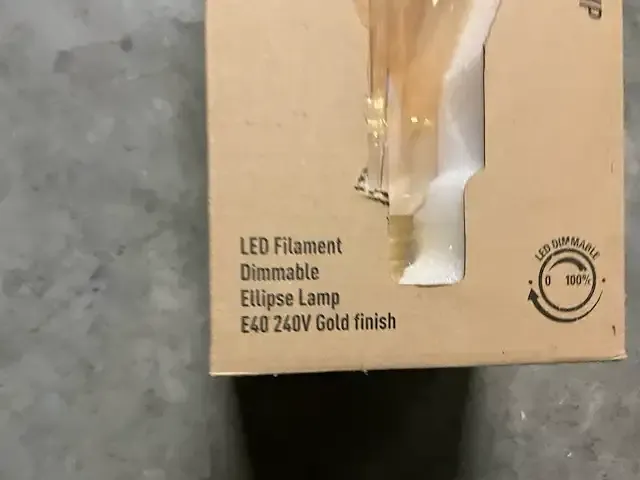 LED Filament
Dimmable
Ellipse Lamp
E40 240V Gold finish
LED DIMMABLE
0 100%